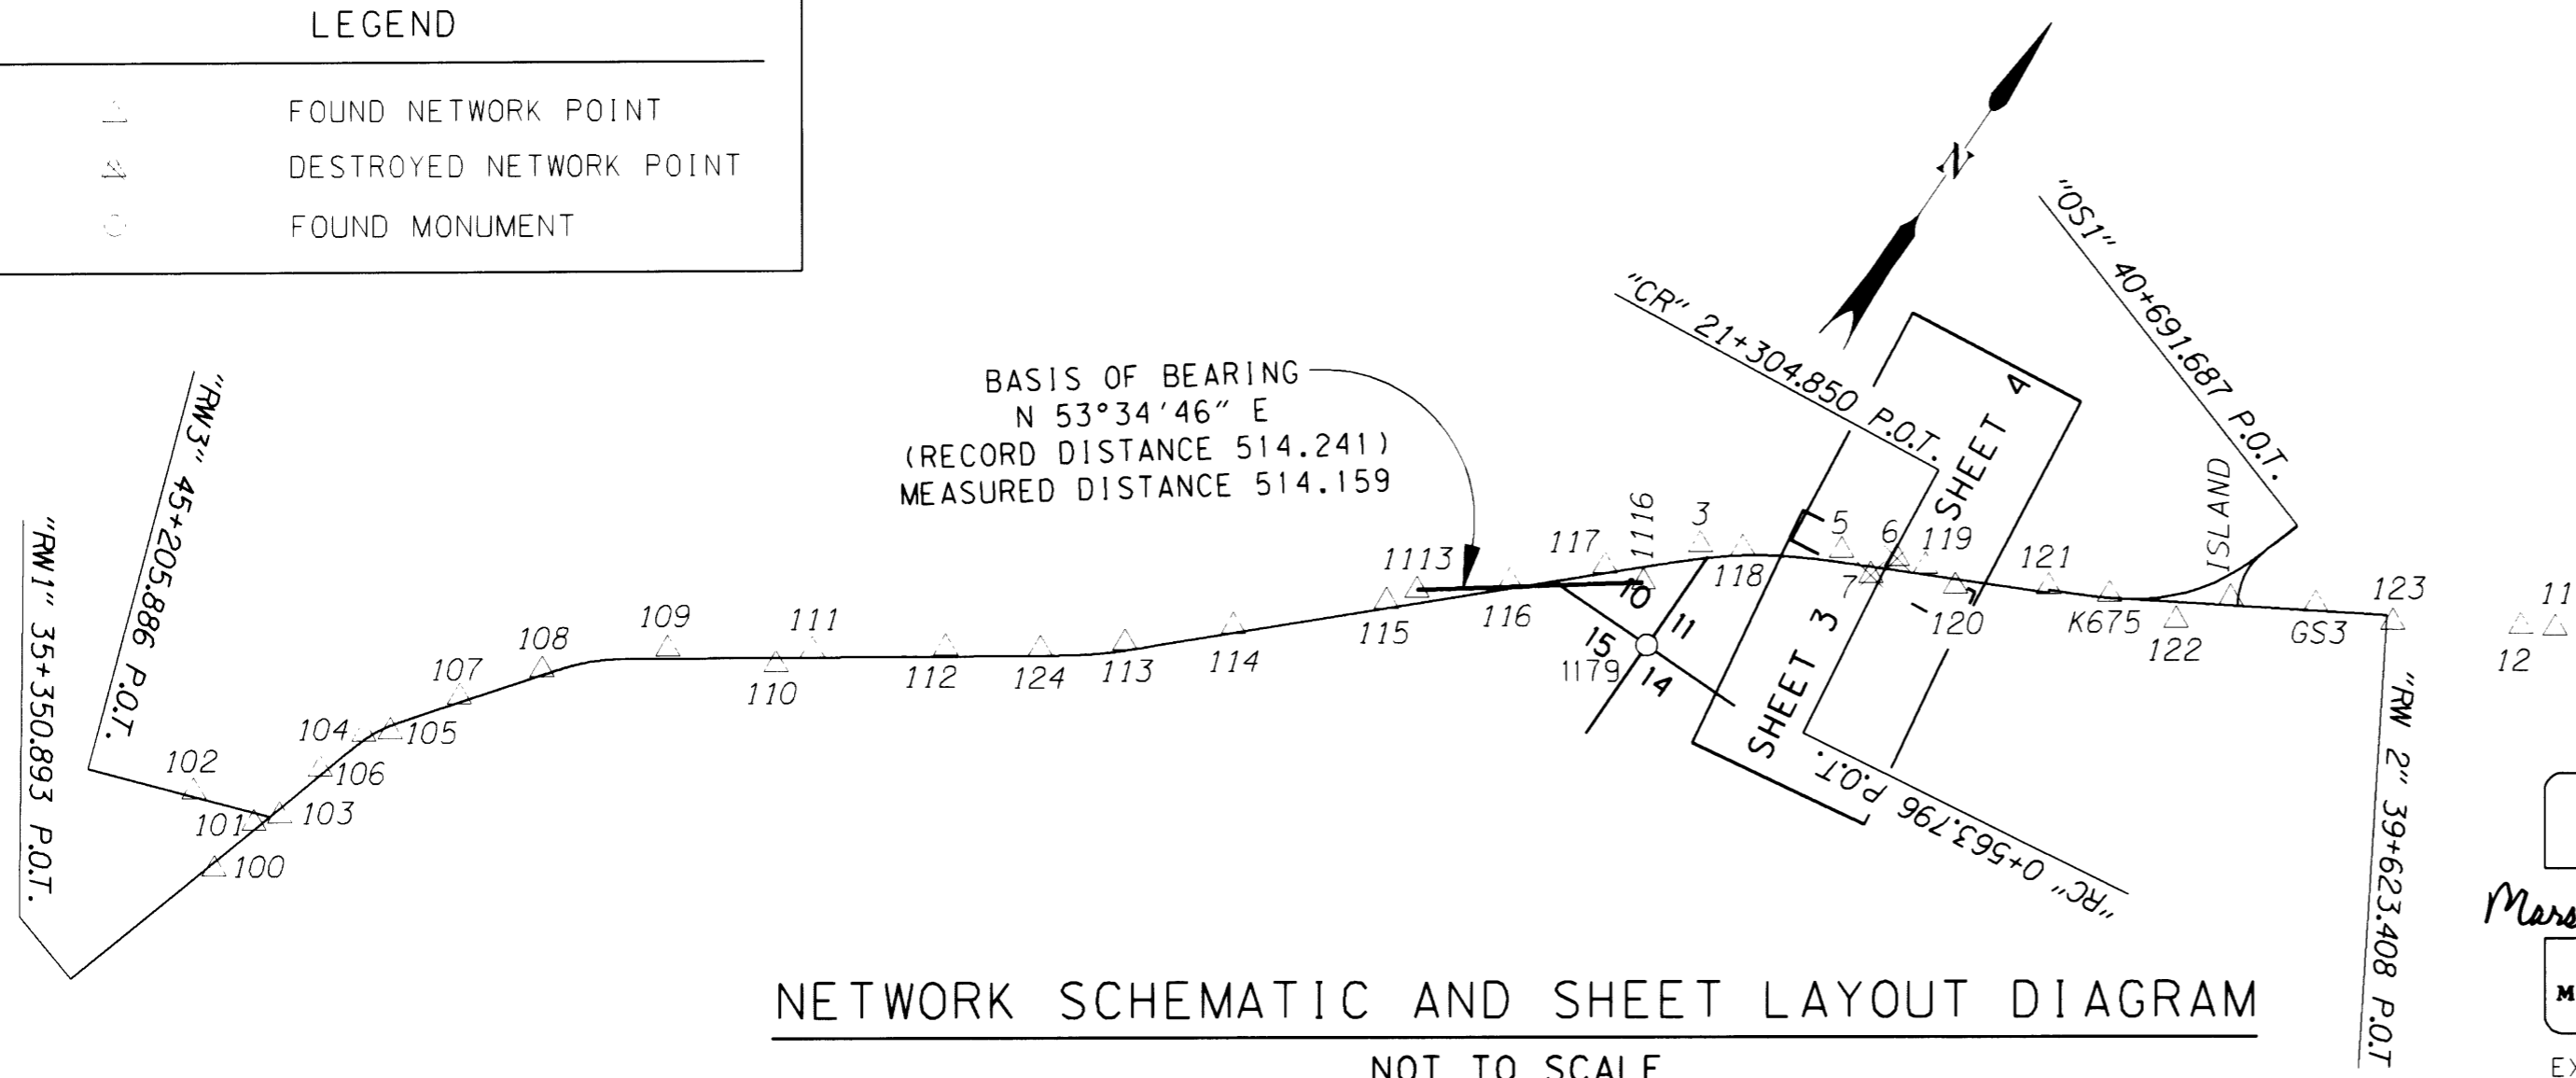 LEGEND
FOUND NETWORK POINT
DESTROYED NETWORK POINT
FOUND MONUMENT
N
"OS1" 40+691.687 P.O.T.
"CR" 21+304.850 P.O.T.
SHEET 4
BASIS OF BEARING
N 53°34'46" E
(RECORD DISTANCE 514.241)
MEASURED DISTANCE 514.159
"RW3" 45+205.886 P.O.T.
"RW1" 35+350.893 P.O.T.
102
101
100
103
106
104
105
107
108
109
110
111
112
124
113
114
115
1113
116
117
1116
3
118
10
11
15
14
1179
5
6
7
119
1
120
121
K675
122
ISLAND
GS3
123
12
11
SHEET 3
"RC" 0+563.796 P.O.T.
"RW 2" 39+623.408 P.O.T
NETWORK SCHEMATIC AND SHEET LAYOUT DIAGRAM
NOT TO SCALE
Mars
M
EX